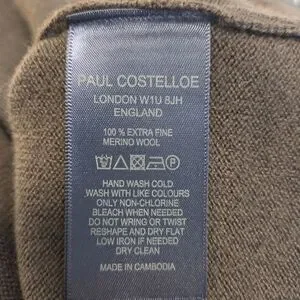 PAUL COSTELLOE
LONDON W1U 8JH
ENGLAND
100 % EXTRA FINE
MERINO WOOL
HAND WASH COLD
WASH WITH LIKE COLOURS
ONLY NON-CHLORINE
BLEACH WHEN NEEDED
DO NOT WRING OR TWIST
RESHAPE AND DRY FLAT
LOW IRON IF NEEDED
DRY CLEAN
MADE IN CAMBODIA